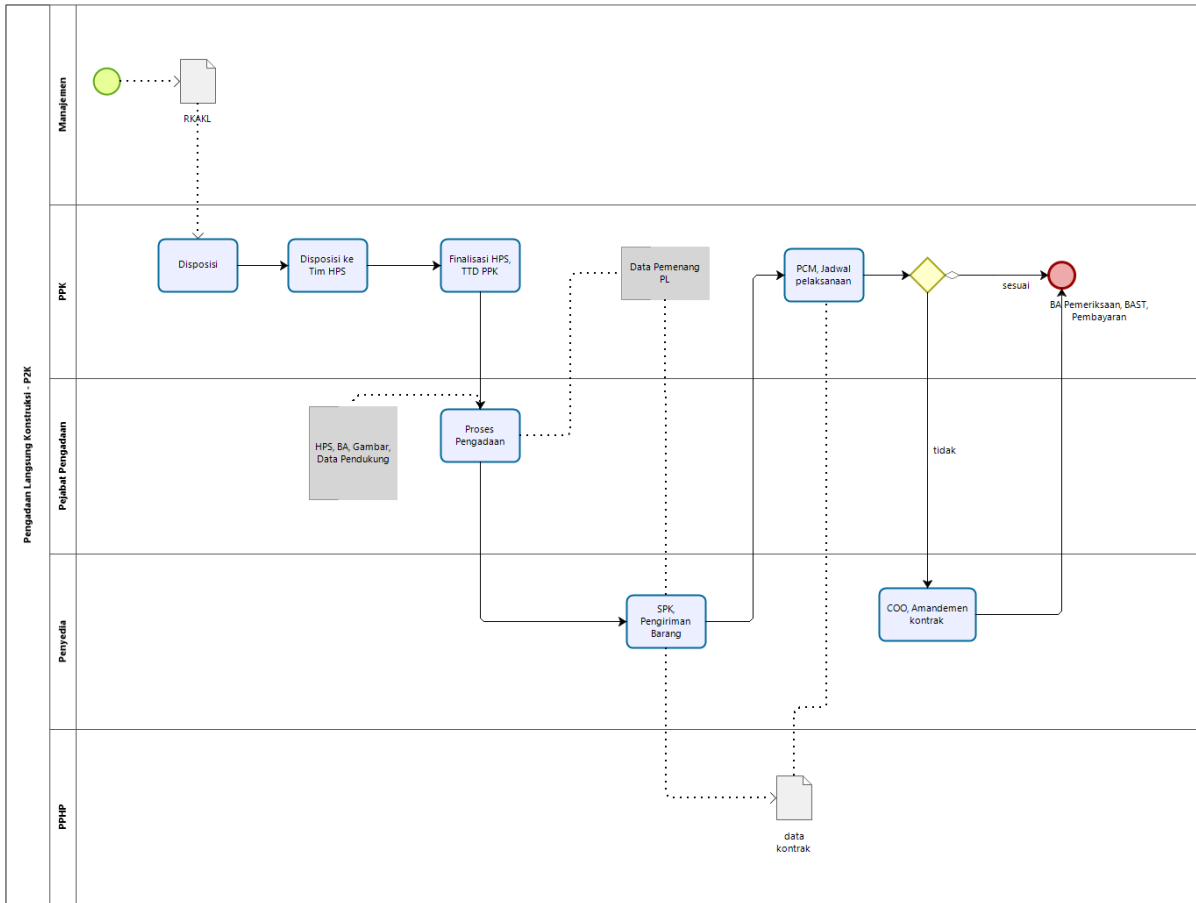 Pengadaan Langsung Konstruksi - P2K
Manajemen
RKAKL
PPK
Disposisi
Disposisi ke
Tim HPS
Finalisasi HPS,
TTD PPK
Data Pemenang
PL
PCM, Jadwal
pelaksanaan
sesuai
BA Pemeriksaan, BAST,
Pembayaran
Pejabat Pengadaan
HPS, BA, Gambar,
Data Pendukung
Proses
Pengadaan
tidak
Penyedia
SPK,
Pengiriman
Barang
COO, Amandemen
kontrak
PPHP
data
kontrak